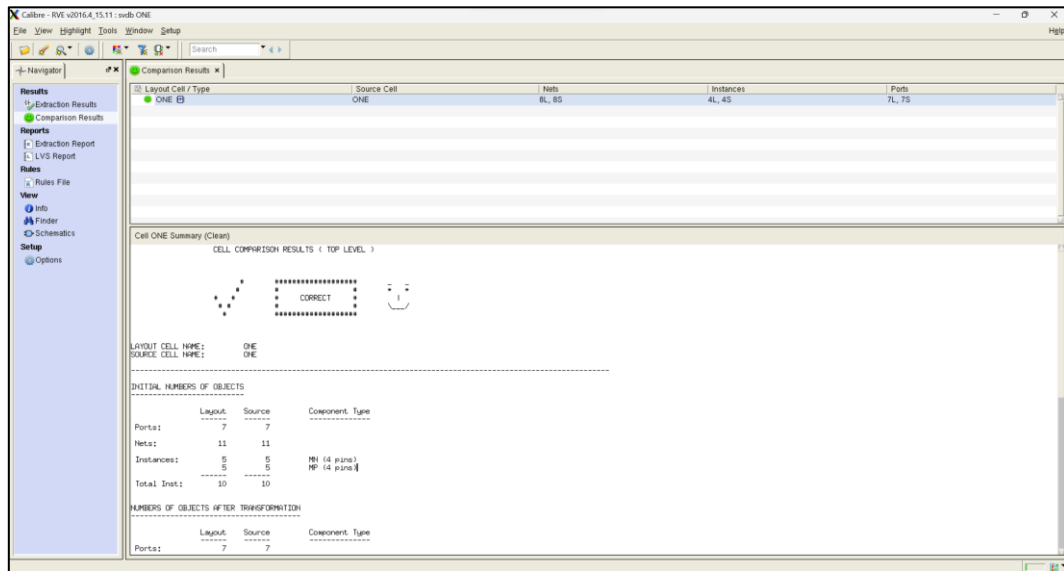 Calibre - RVE v2016.4_15.11 : svdb ONE
File View Highlight Tools Window Setup Help
Search
Navigator
Comparison Results
Results
Extraction Results
Comparison Results
Reports
Extraction Report
LVS Report
Rules
Rules File
View
Info
Finder
Schematics
Setup
Options
Layout Cell / Type Source Cell Nets Instances Ports
ONE ONE 8L, 8S 4L, 4S 7L, 7S
Cell ONE Summary (Clean)
CELL COMPARISON RESULTS ( TOP LEVEL )
CORRECT
LAYOUT CELL NAME: ONE
SOURCE CELL NAME: ONE
INITIAL NUMBERS OF OBJECTS
Layout Source Component Type
Ports: 7 7
Nets: 11 11
Instances: 5 5 MN (4 pins)
5 5 MP (4 pins)
Total Inst: 10 10
NUMBERS OF OBJECTS AFTER TRANSFORMATION
Layout Source Component Type
Ports: 7 7